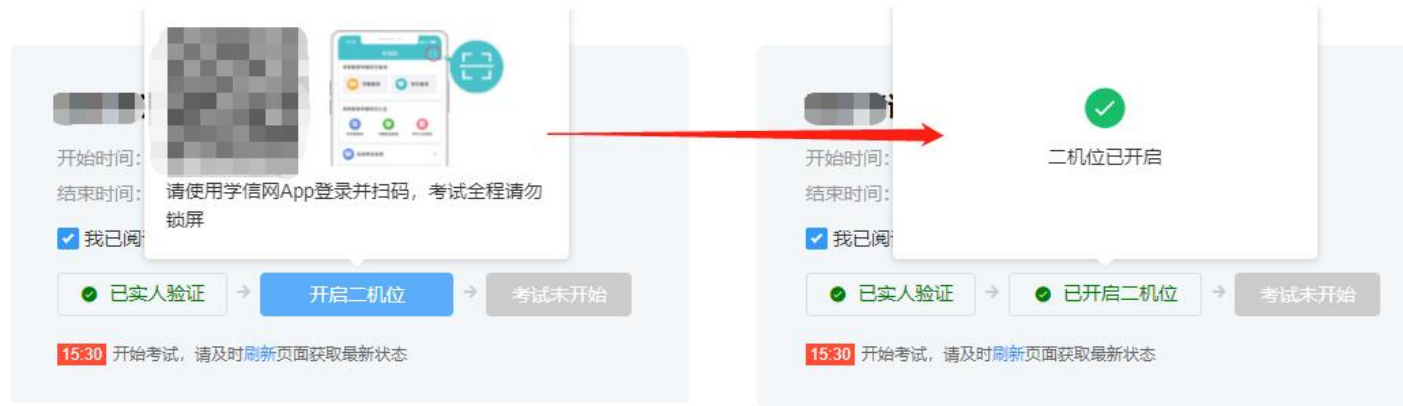 开始时间:
结束时间:
请使用学信网App登录并扫码，考试全程请勿
锁屏
我已阅
已实人验证
开启二机位
考试未开始
15:30 开始考试，请及时刷新页面获取最新状态
二机位已开启
开始时间:
结束时间:
我已阅
已实人验证
已开启二机位
考试未开始
15:30 开始考试，请及时刷新页面获取最新状态